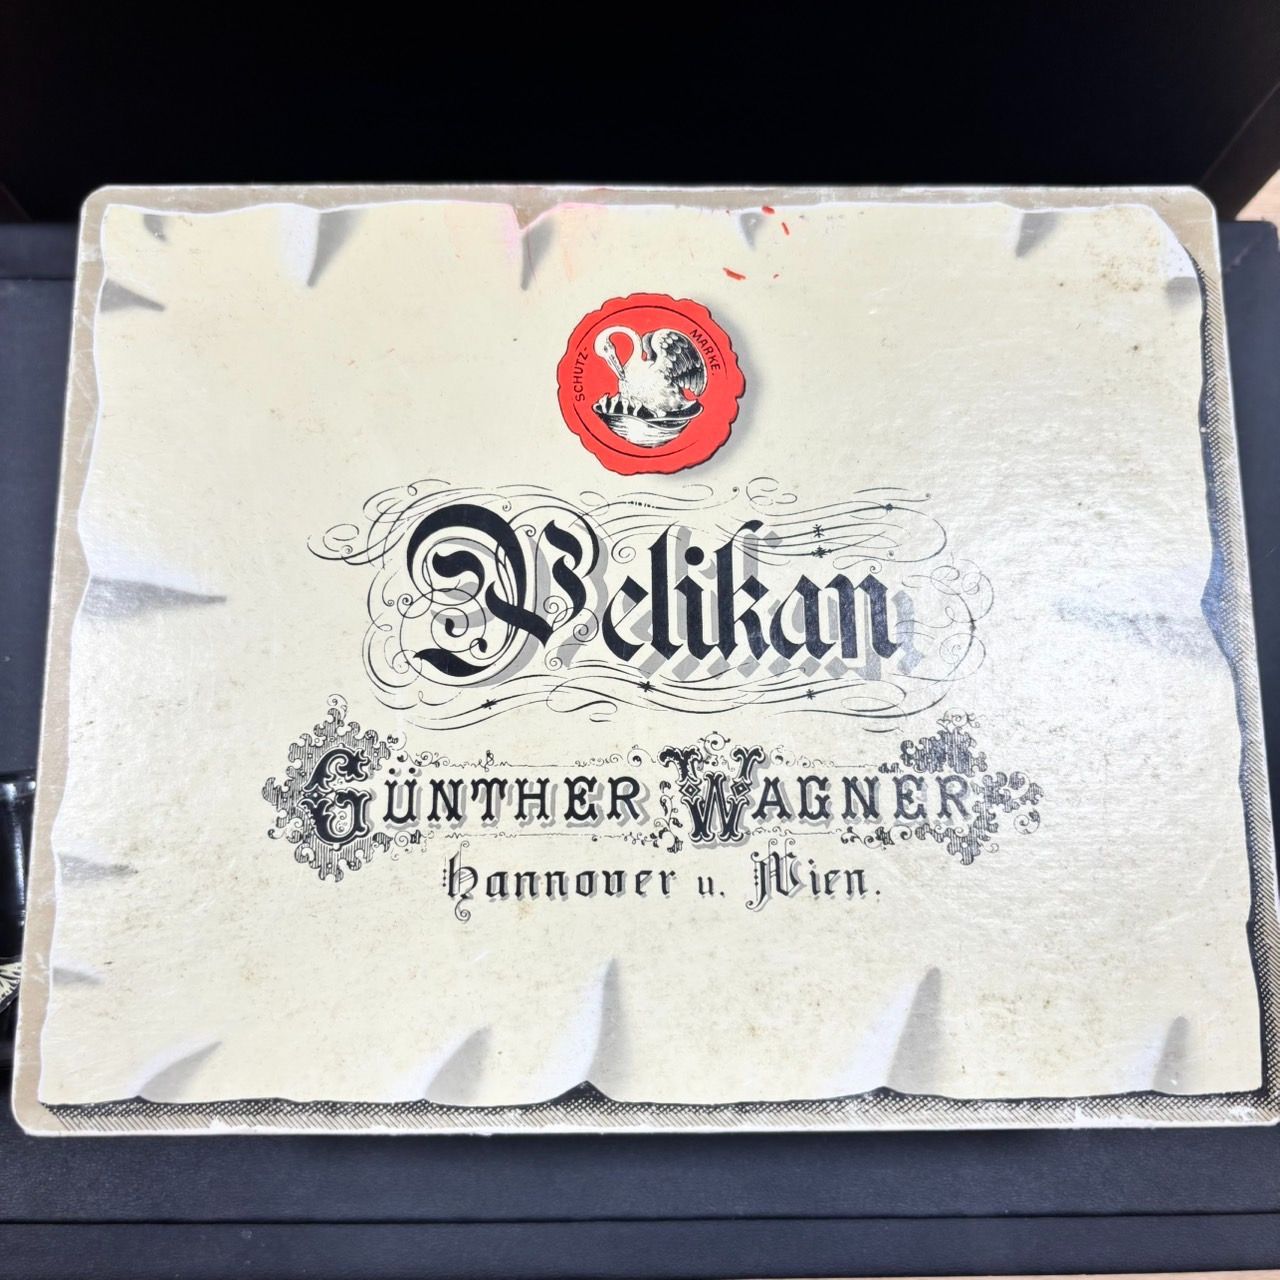 SCHUTZ- MARKE.
Pelikan
GÜNTHER WAGNER
Hannover u. Wien.